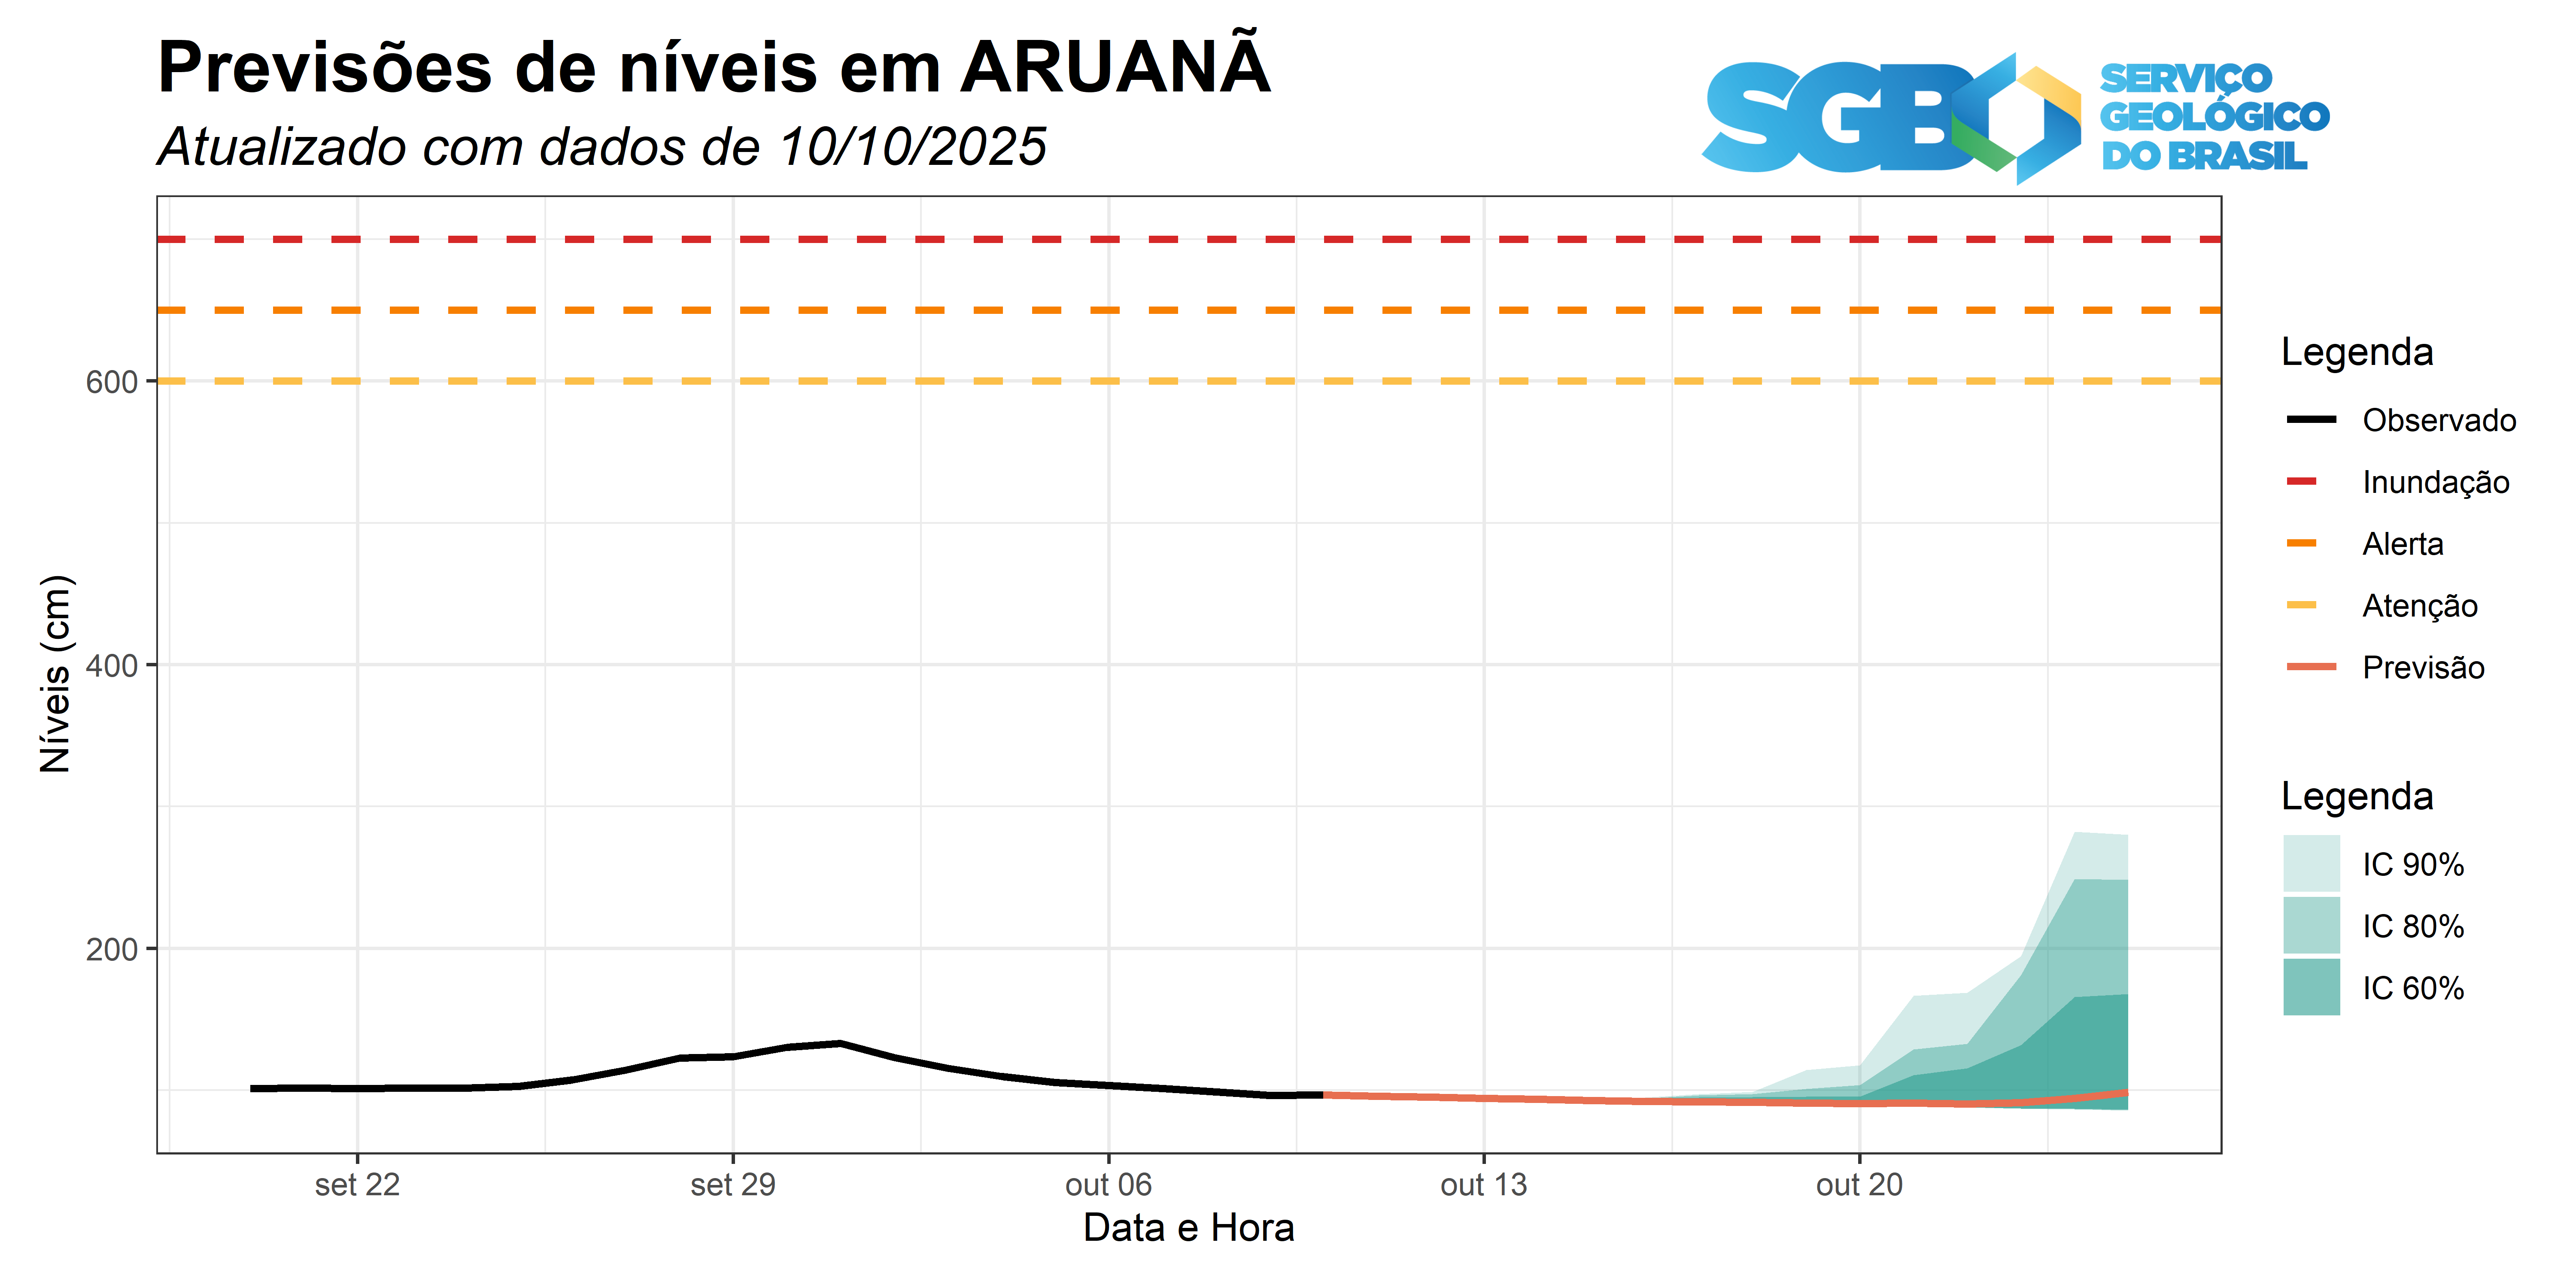 Previsões de níveis em ARUANÃ
Atualizado com dados de 10/10/2025
SGB
SERVIÇO
GEOLÓGICO
DO BRASIL
600
400
200
Níveis (cm)
set 22
set 29
out 06
out 13
out 20
Data e Hora
Legenda
Observado
Inundação
Alerta
Atenção
Previsão
Legenda
IC 90%
IC 80%
IC 60%